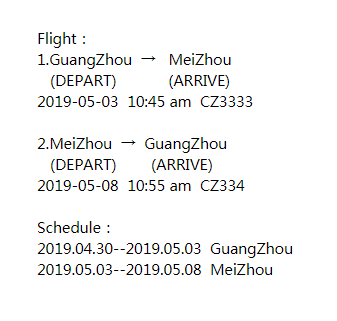 Flight :
1.GuangZhou → MeiZhou
(DEPART) (ARRIVE)
2019-05-03 10:45 am CZ3333
2.MeiZhou → GuangZhou
(DEPART) (ARRIVE)
2019-05-08 10:55 am CZ334
Schedule :
2019.04.30--2019.05.03 GuangZhou
2019.05.03--2019.05.08 MeiZhou